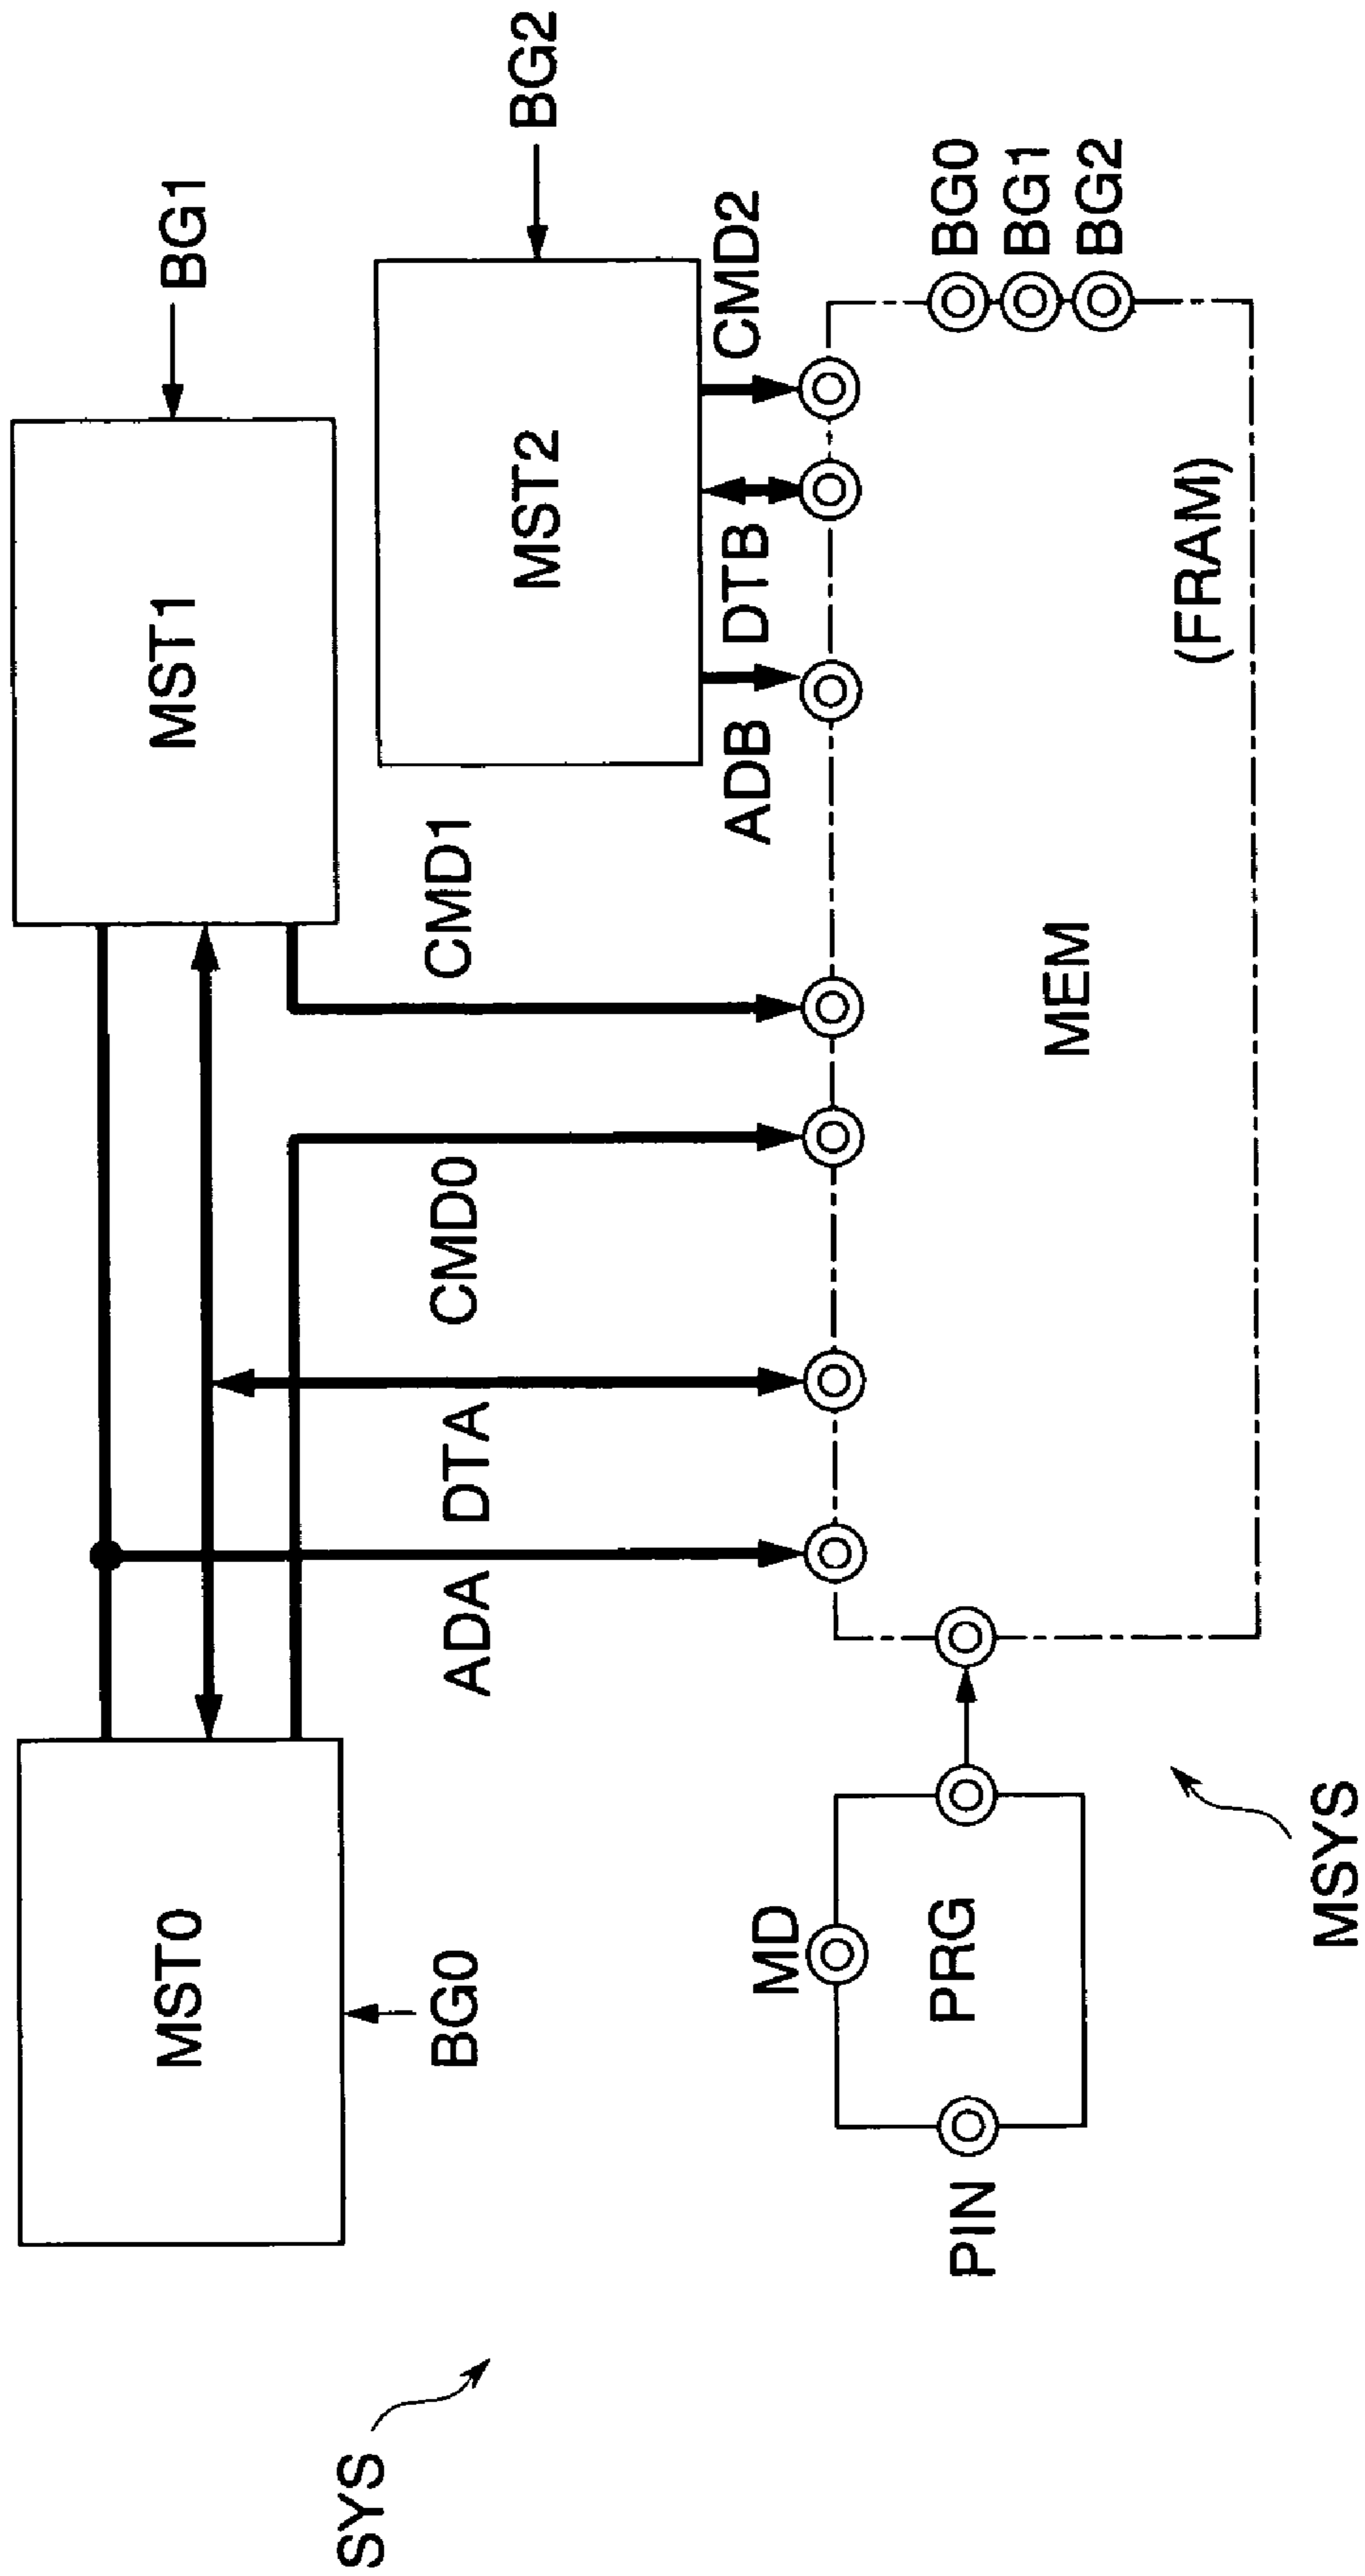 SYS
MST0
BG0
MST1
BG1
MST2
BG2
ADA
DTA
CMD0
CMD1
ADB
DTB
CMD2
PIN
MD
PRG
MSYS
MEM
(FRAM)
BG0
BG1
BG2